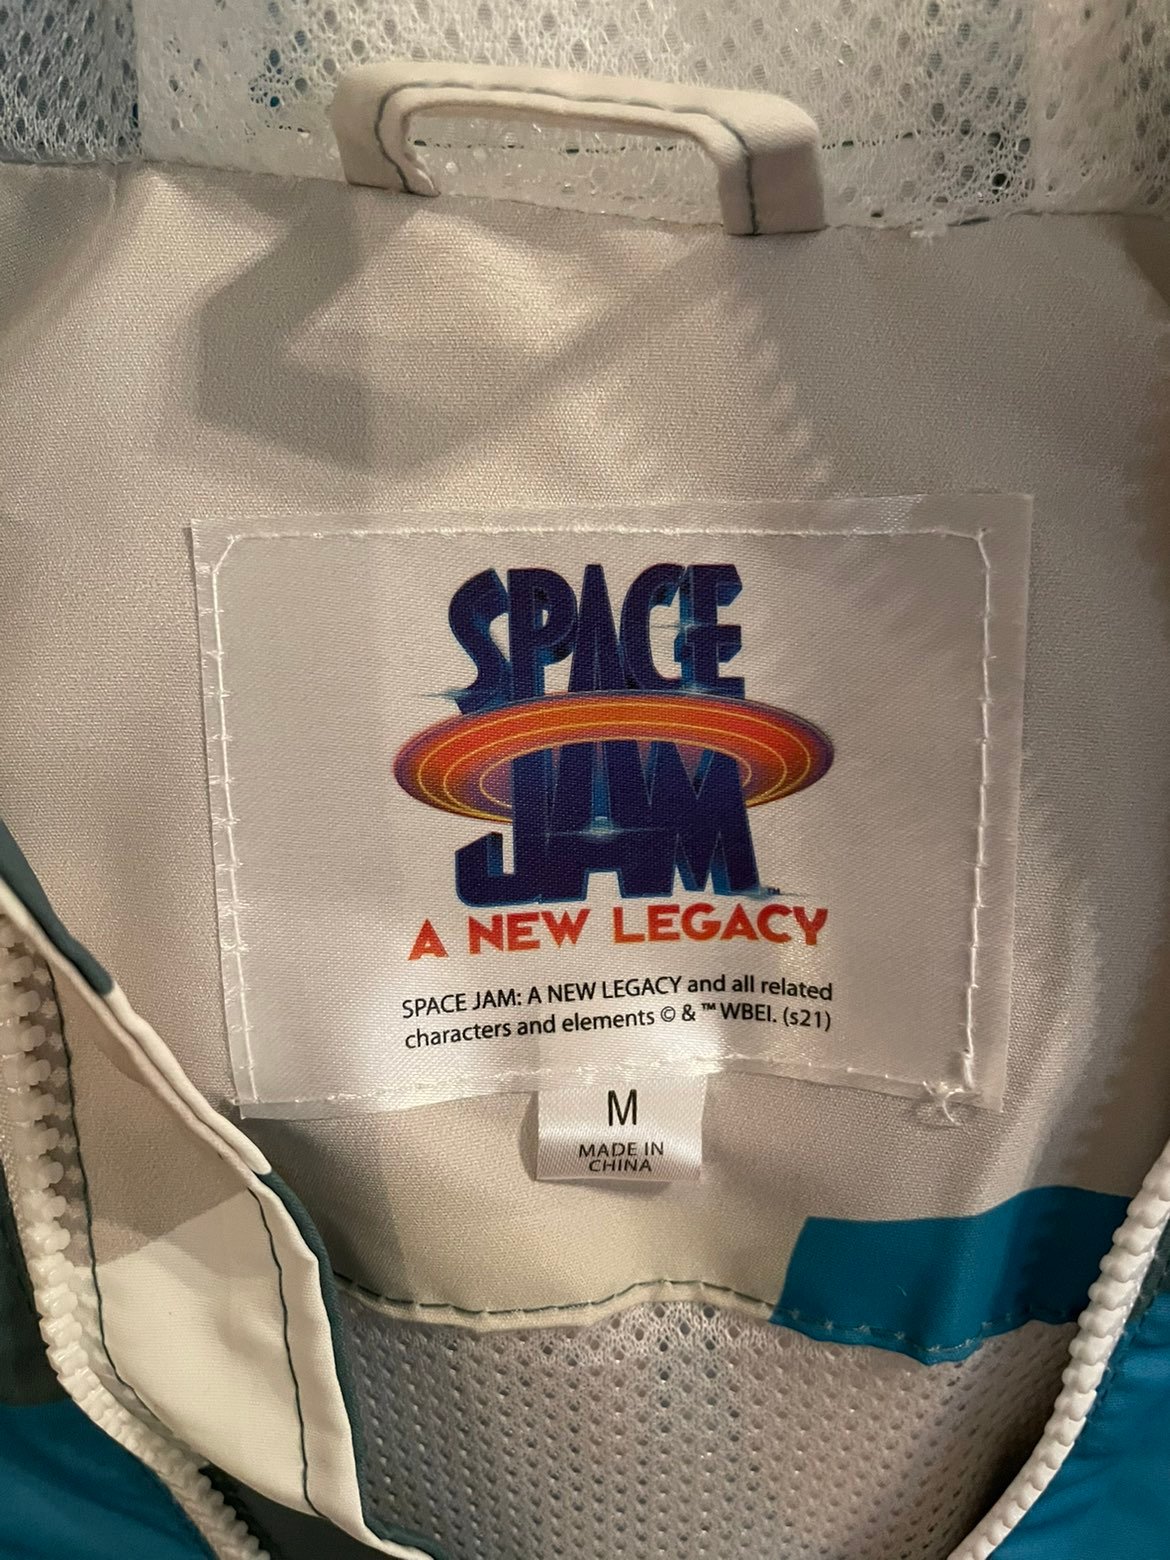 SPACE
JAM™
A NEW LEGACY
SPACE JAM: A NEW LEGACY and all related
characters and elements © & ™ WBEI. (s21)
M
MADE IN
CHINA